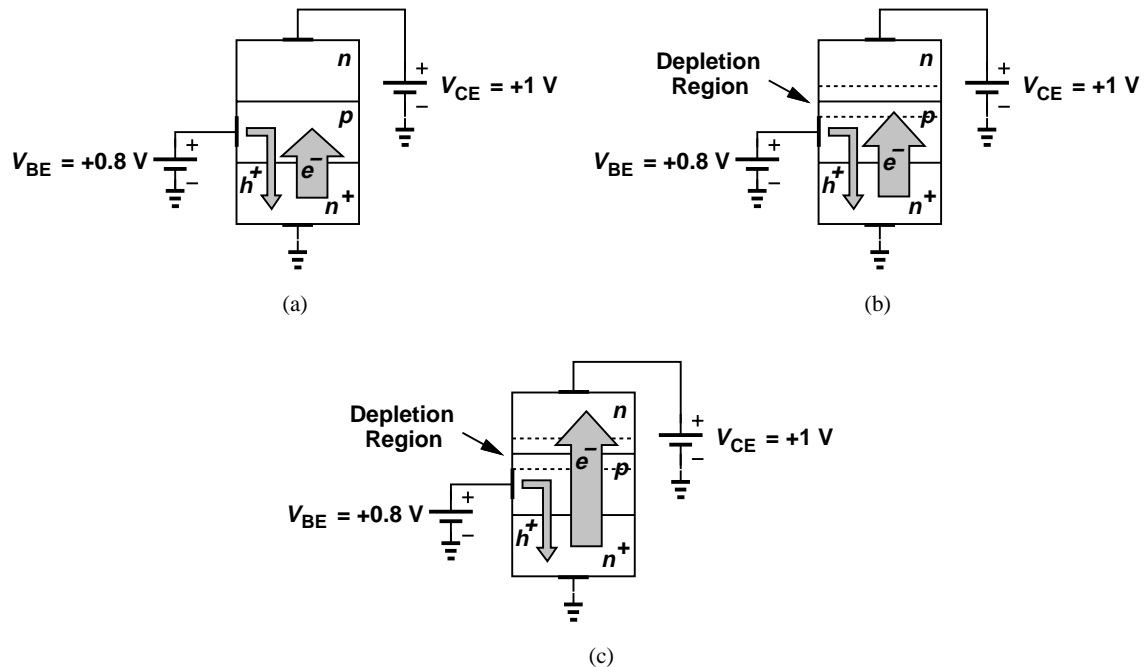 n
+
−
V_CE = +1 V
p
+
−
V_BE = +0.8 V
h⁺
e⁻
n⁺
(a)
Depletion
Region
n
+
−
V_CE = +1 V
p
+
−
V_BE = +0.8 V
h⁺
e⁻
n⁺
(b)
Depletion
Region
n
+
−
V_CE = +1 V
e⁻
p
+
−
V_BE = +0.8 V
h⁺
n⁺
(c)